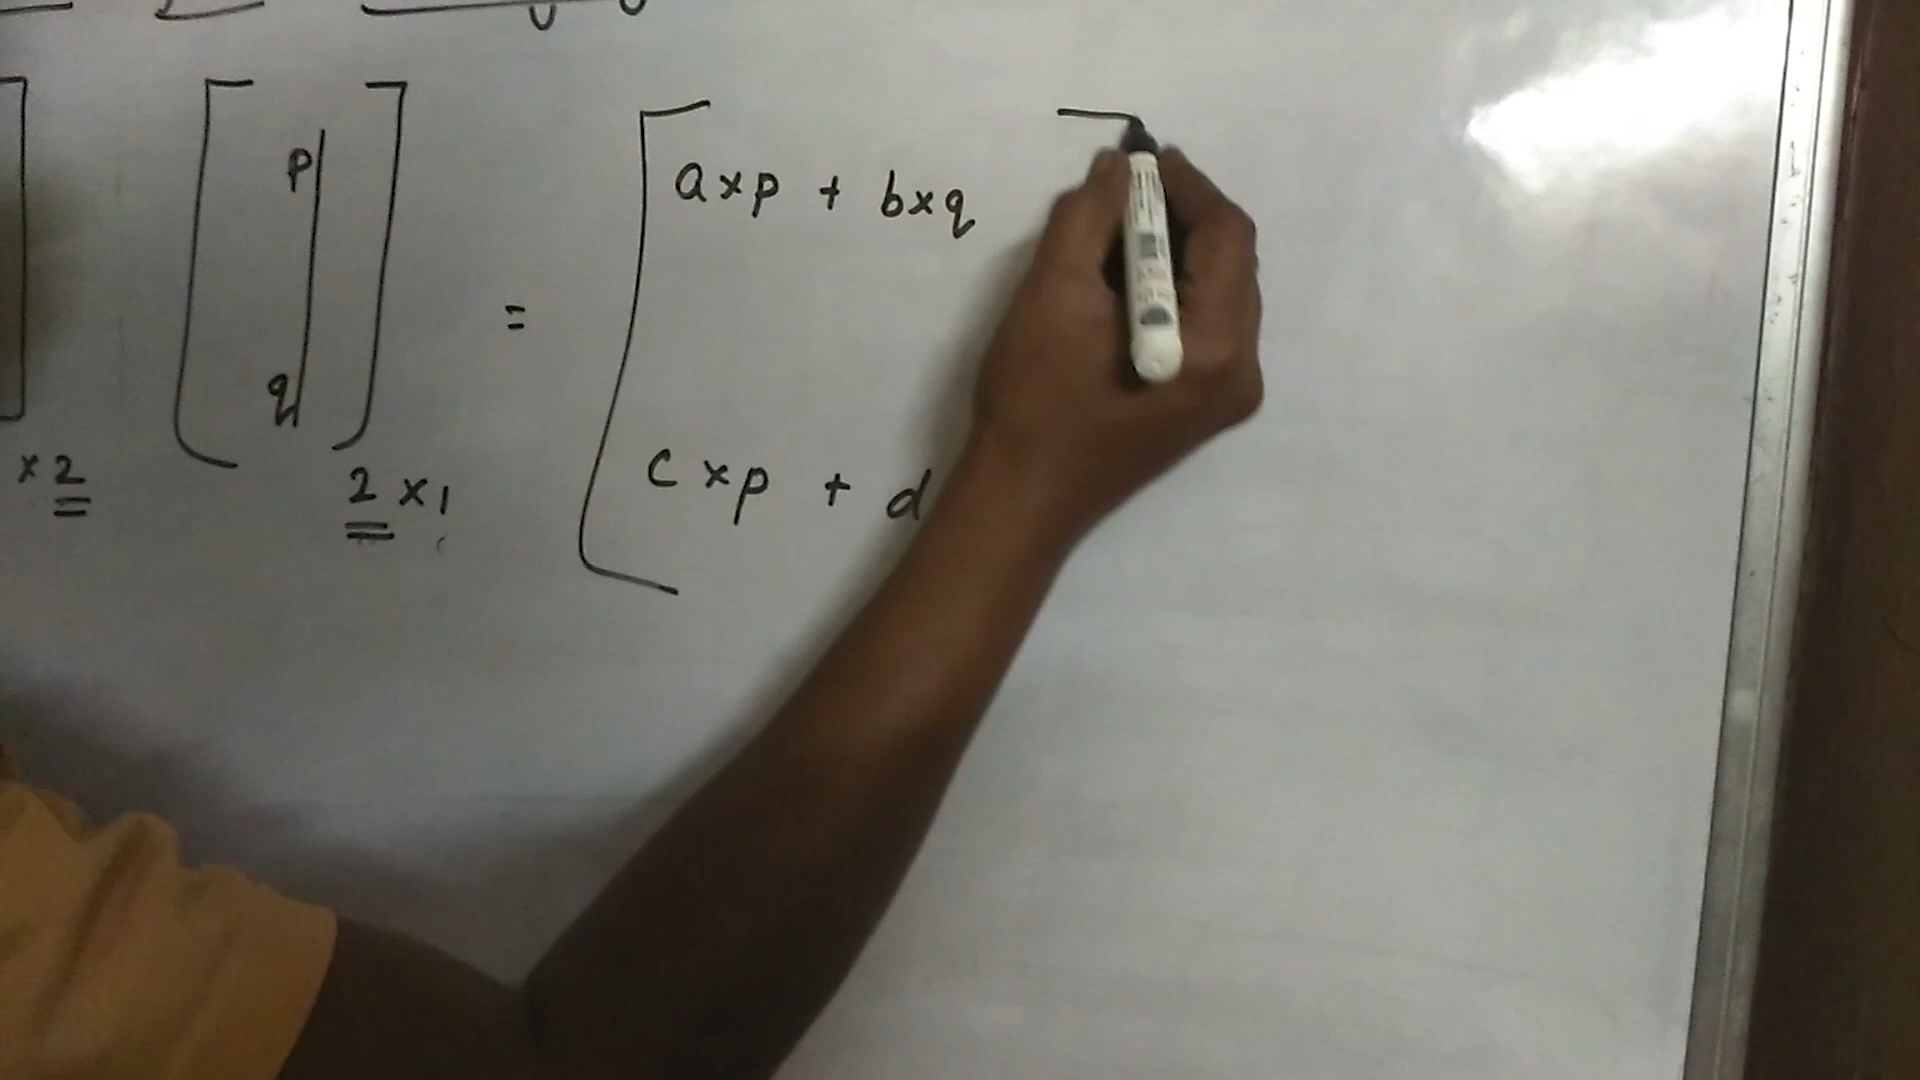 p
q
=
a×p + b×q
c×p + d
×2
2×1